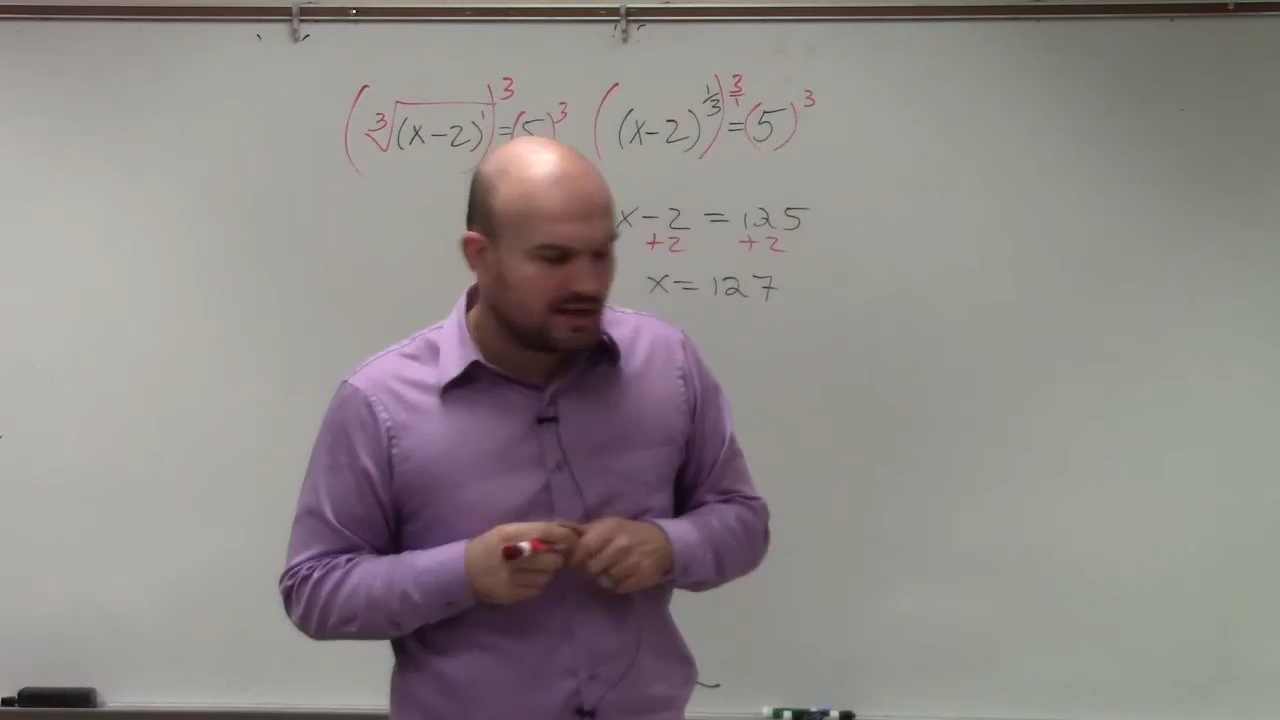 (∛(x-2)¹)³=(5)³ ((x-2)^(1/3))^(3/1)=(5)³
x-2 = 125
+2 +2
x=127